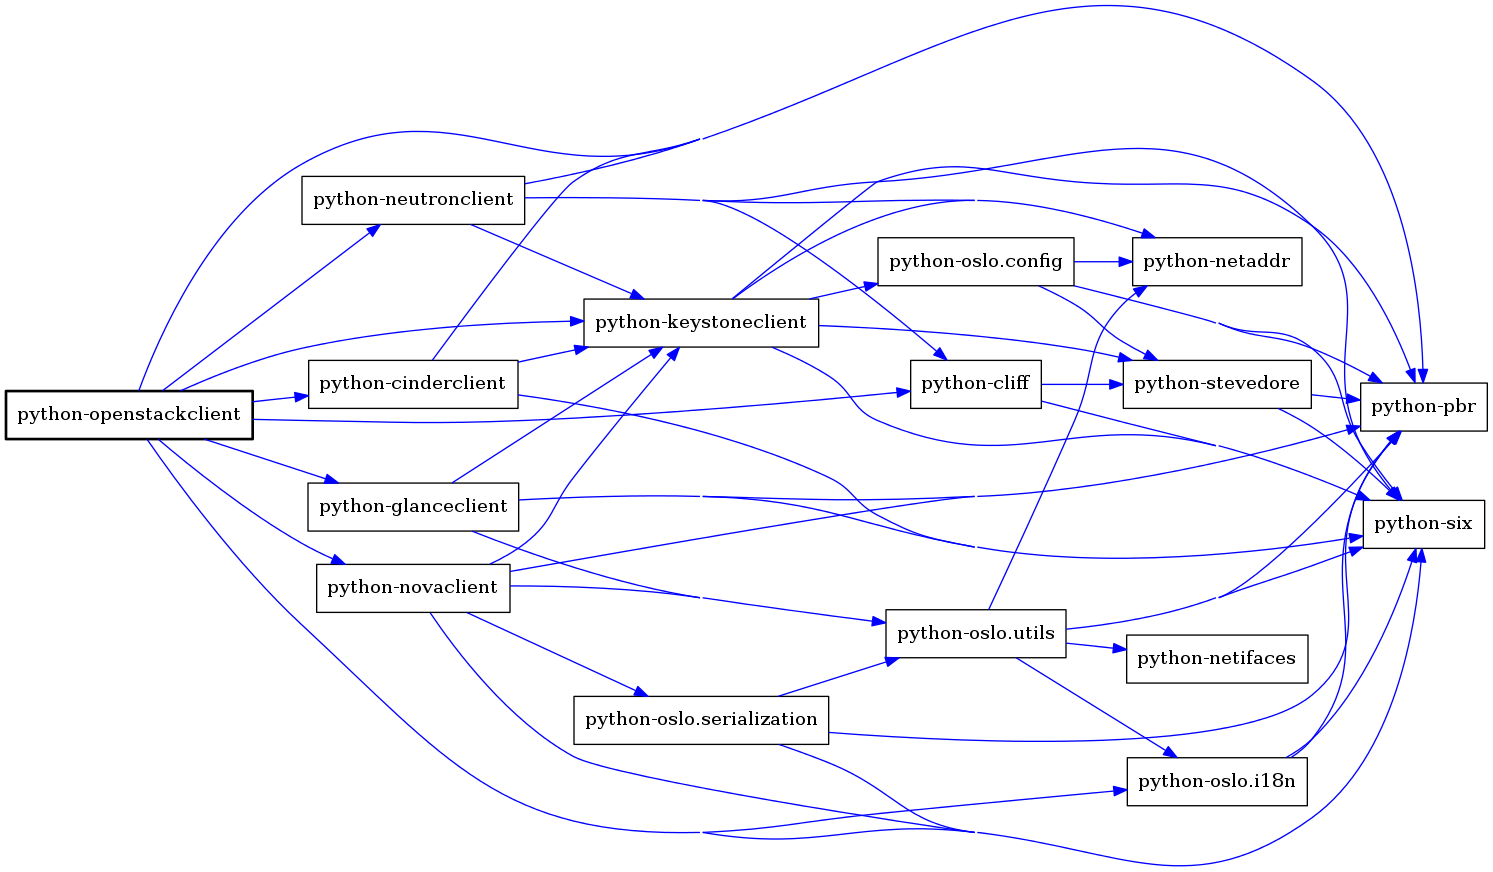 python-neutronclient
python-oslo.config
python-netaddr
python-keystoneclient
python-cinderclient
python-cliff
python-stevedore
python-openstackclient
python-pbr
python-glanceclient
python-six
python-novaclient
python-oslo.utils
python-netifaces
python-oslo.serialization
python-oslo.i18n